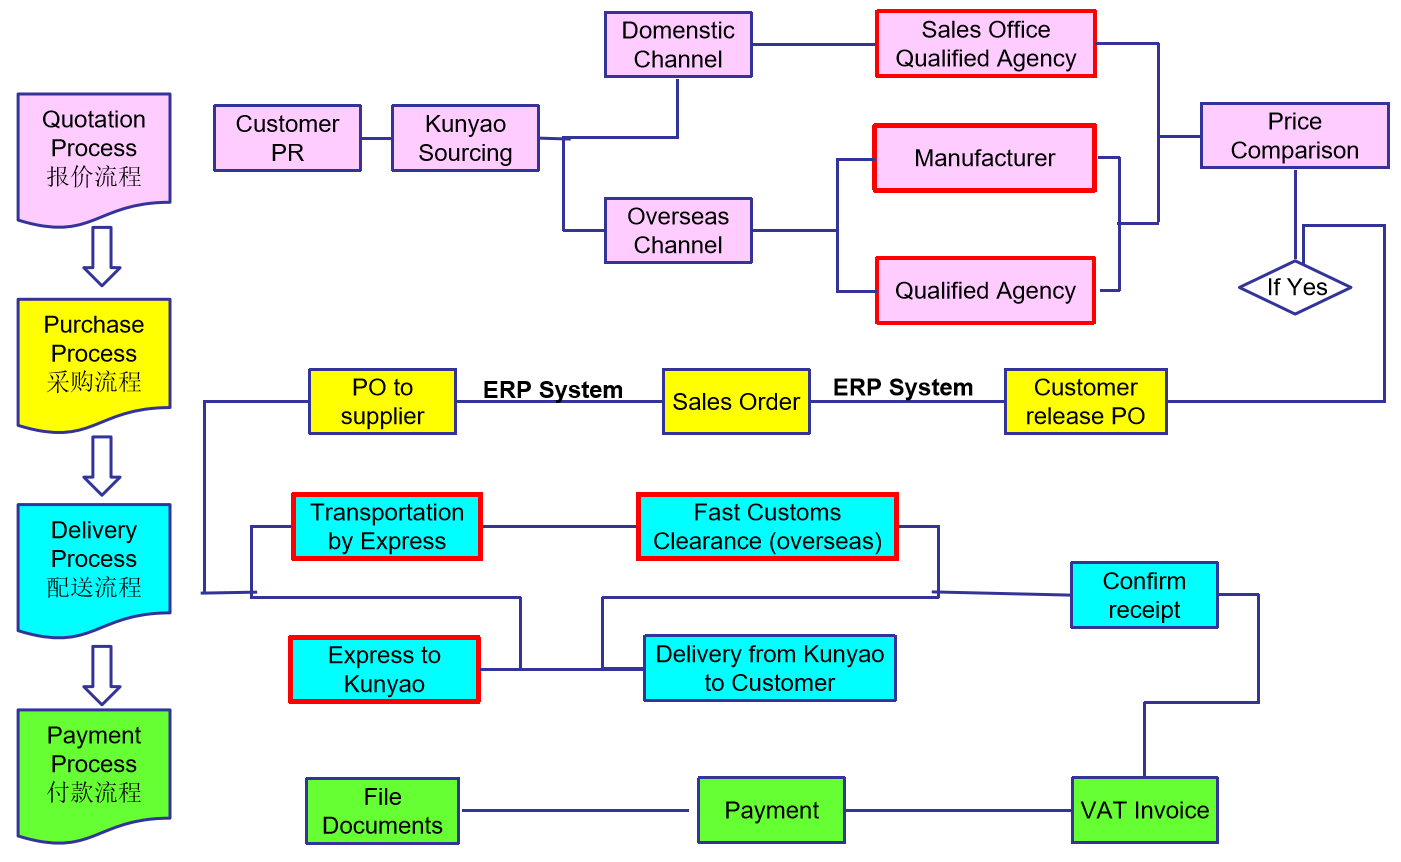 Quotation
Process
报价流程
Customer
PR
Kunyao
Sourcing
Domenstic
Channel
Sales Office
Qualified Agency
Overseas
Channel
Manufacturer
Qualified Agency
Price
Comparison
If Yes
Purchase
Process
采购流程
PO to
supplier
ERP System
Sales Order
ERP System
Customer
release PO
Delivery
Process
配送流程
Transportation
by Express
Fast Customs
Clearance (overseas)
Express to
Kunyao
Delivery from Kunyao
to Customer
Confirm
receipt
Payment
Process
付款流程
File
Documents
Payment
VAT Invoice